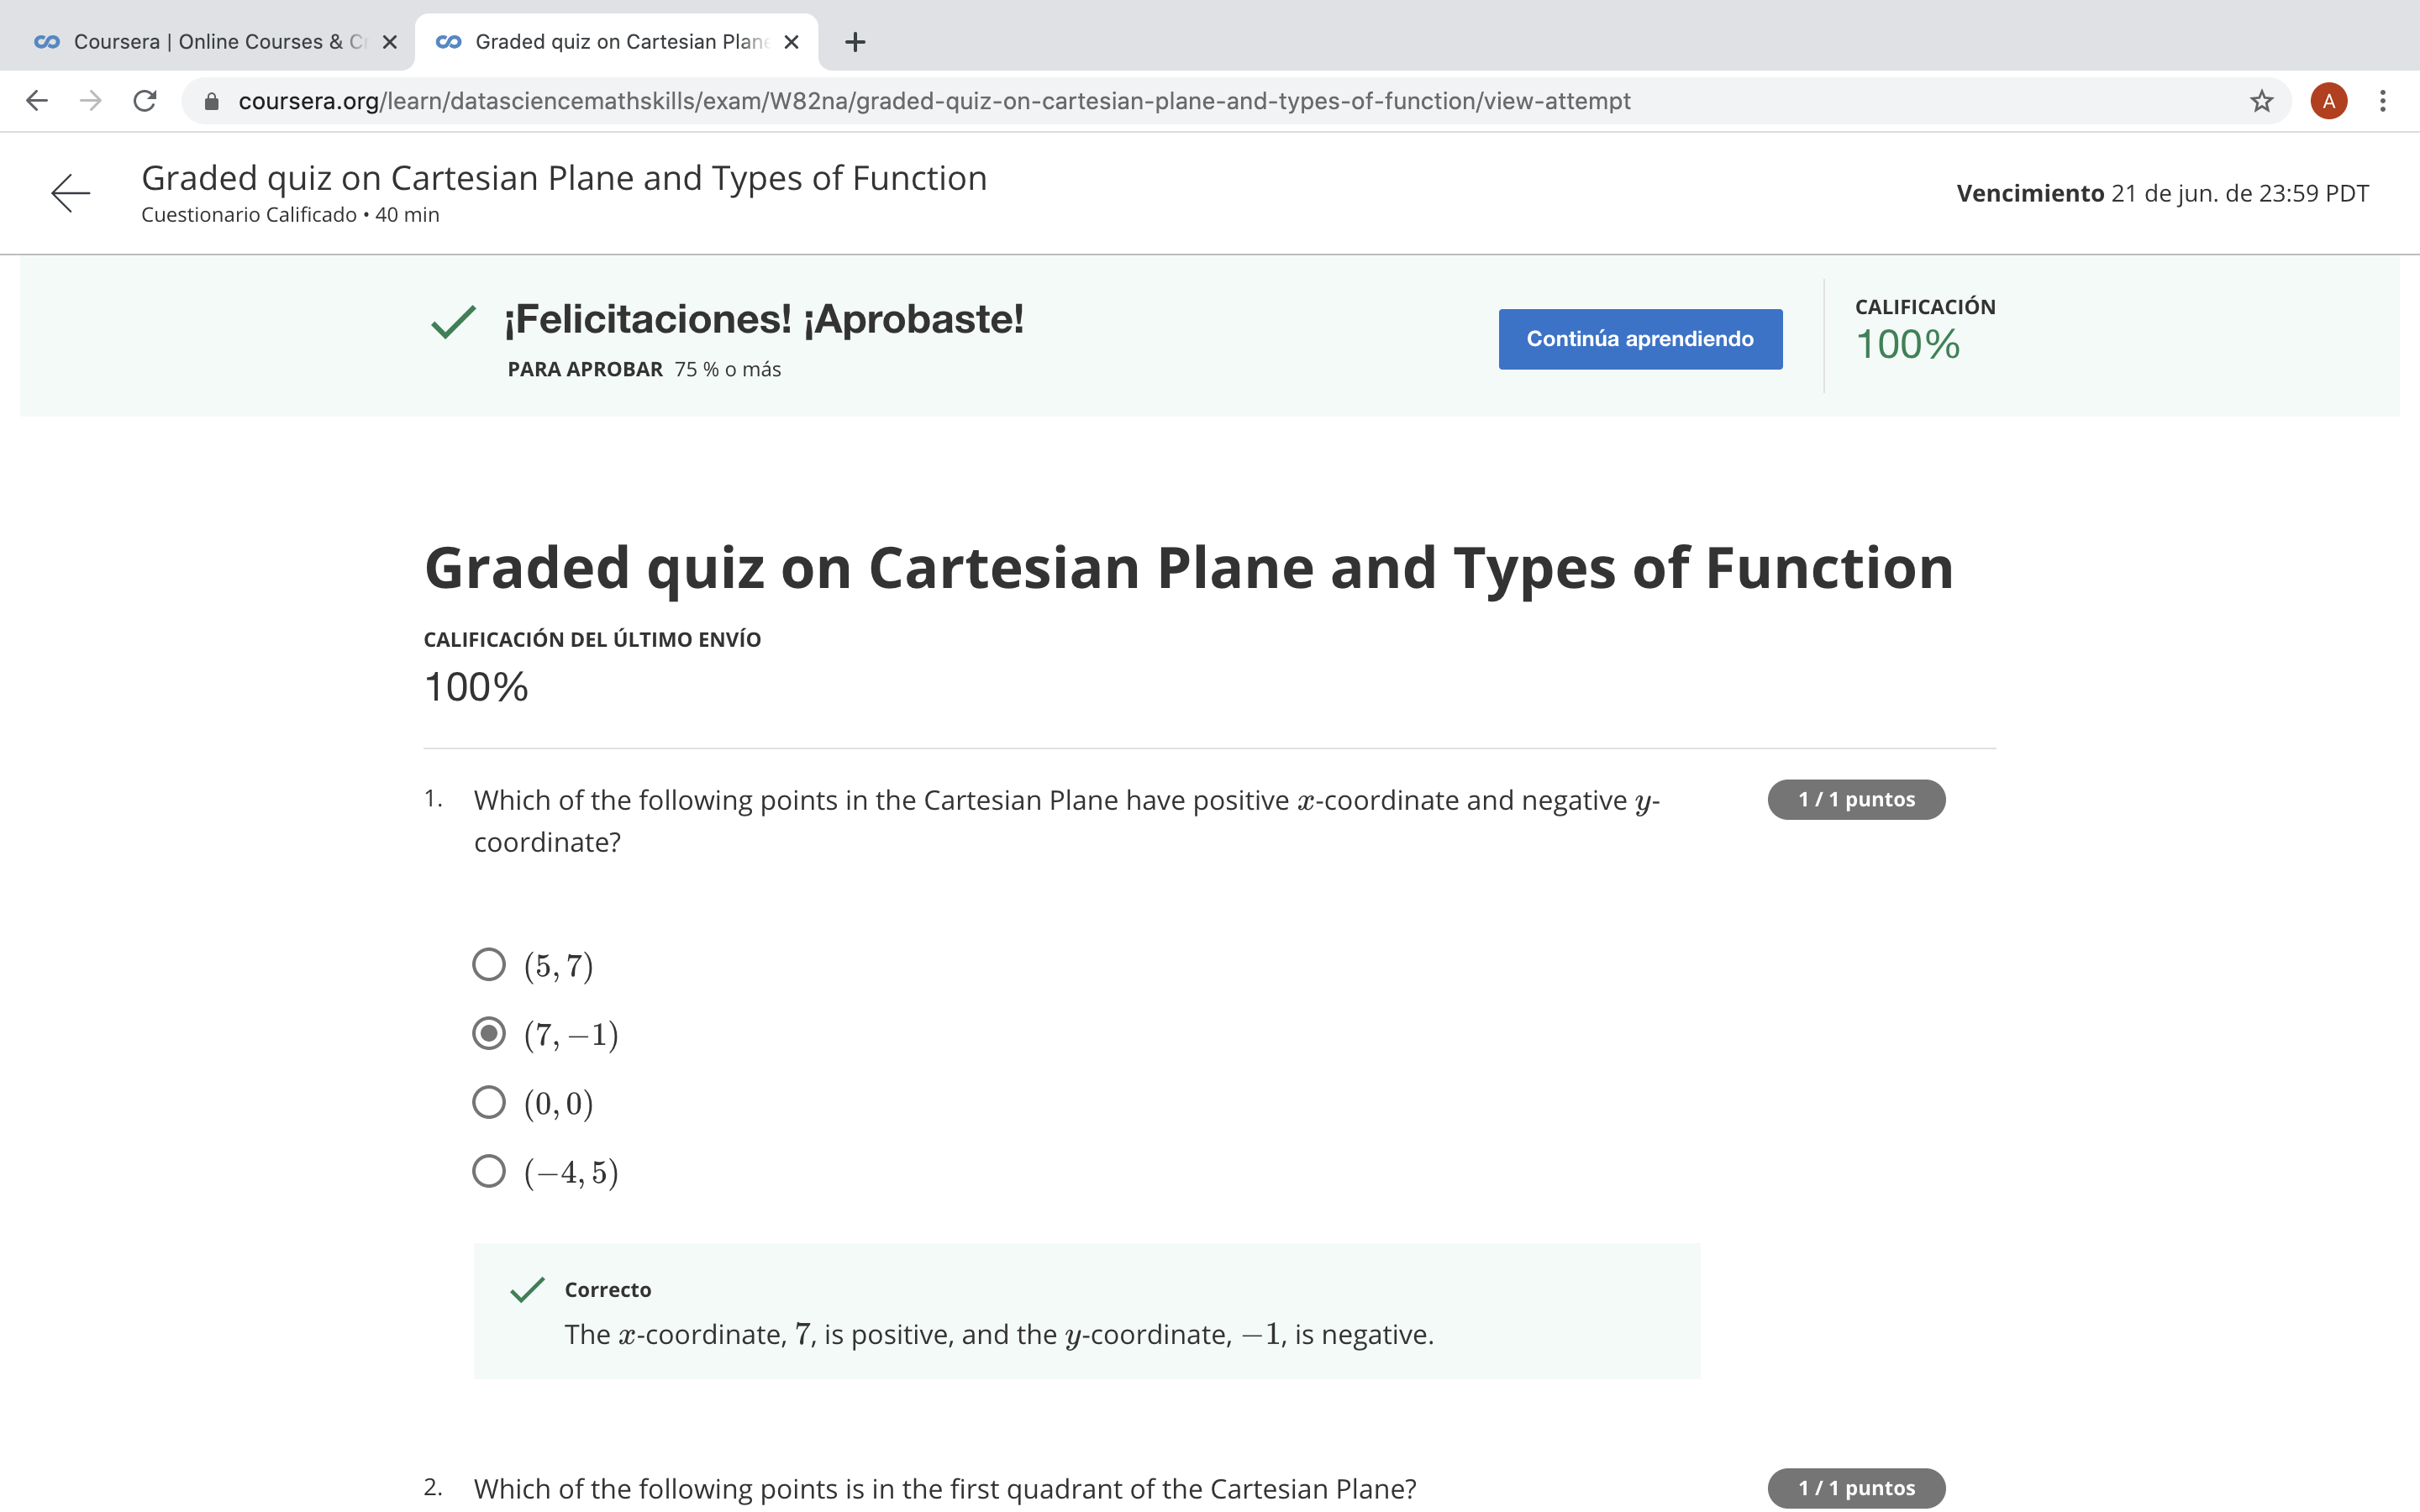 Coursera | Online Courses &
Graded quiz on Cartesian Plane
coursera.org/learn/datasciencemathskills/exam/W82na/graded-quiz-on-cartesian-plane-and-types-of-function/view-attempt
A
Graded quiz on Cartesian Plane and Types of Function
Cuestionario Calificado • 40 min
Vencimiento 21 de jun. de 23:59 PDT
¡Felicitaciones! ¡Aprobaste!
PARA APROBAR 75 % o más
Continúa aprendiendo
CALIFICACIÓN
100%
Graded quiz on Cartesian Plane and Types of Function
CALIFICACIÓN DEL ÚLTIMO ENVÍO
100%
1. Which of the following points in the Cartesian Plane have positive x-coordinate and negative y-
coordinate?
1 / 1 puntos
(5, 7)
(7, −1)
(0, 0)
(−4, 5)
Correcto
The x-coordinate, 7, is positive, and the y-coordinate, −1, is negative.
2. Which of the following points is in the first quadrant of the Cartesian Plane?
1 / 1 puntos